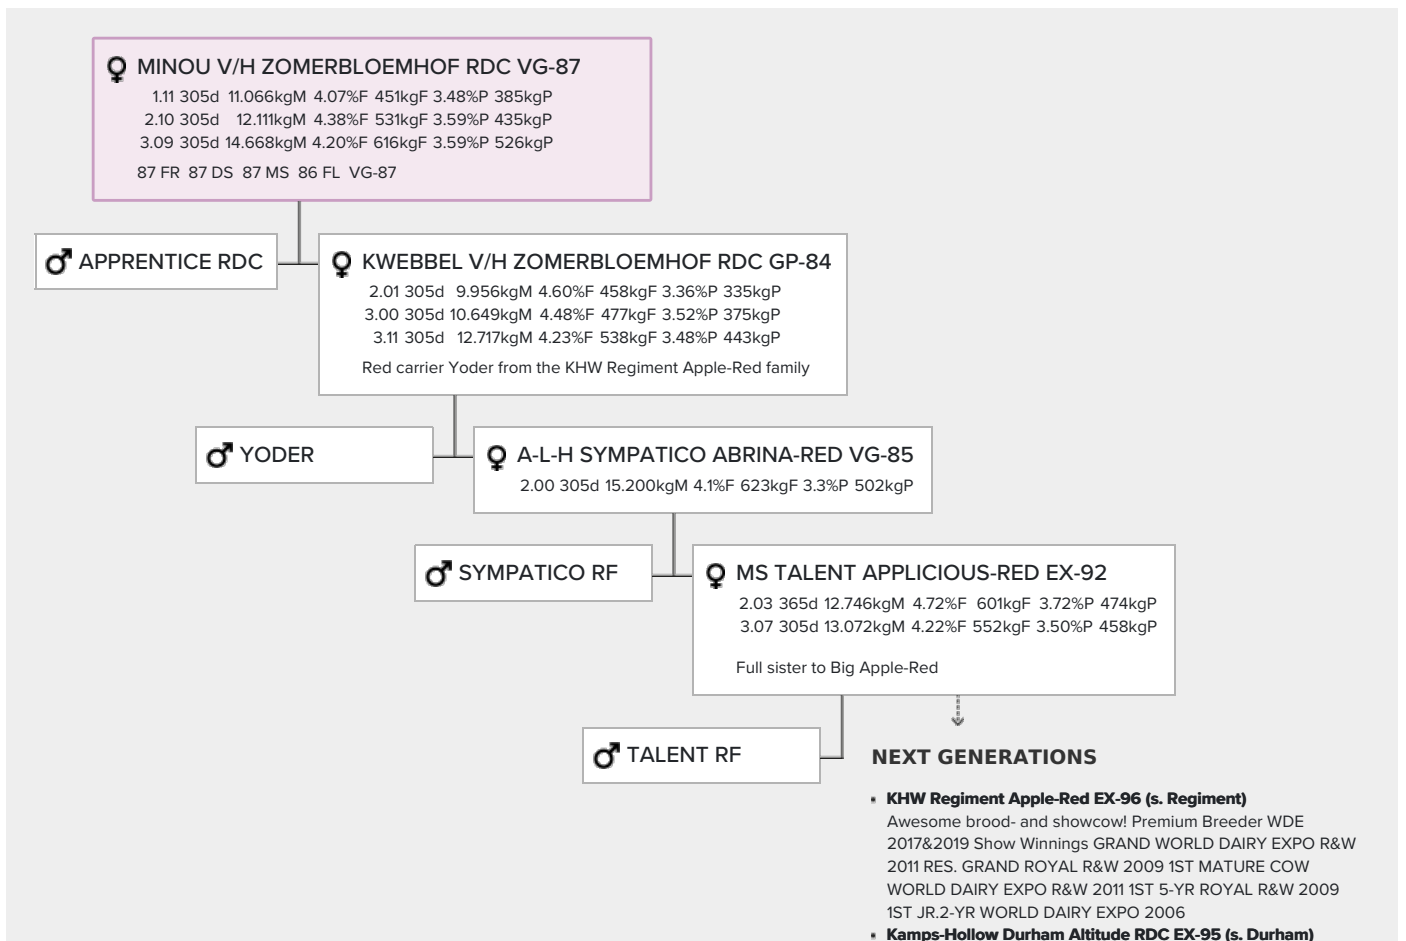 MINOU V/H ZOMERBLOEMHOF RDC VG-87
1.11 305d 11.066kgM 4.07%F 451kgF 3.48%P 385kgP
2.10 305d 12.111kgM 4.38%F 531kgF 3.59%P 435kgP
3.09 305d 14.668kgM 4.20%F 616kgF 3.59%P 526kgP
87 FR 87 DS 87 MS 86 FL VG-87
APPRENTICE RDC
KWEBBEL V/H ZOMERBLOEMHOF RDC GP-84
2.01 305d 9.956kgM 4.60%F 458kgF 3.36%P 335kgP
3.00 305d 10.649kgM 4.48%F 477kgF 3.52%P 375kgP
3.11 305d 12.717kgM 4.23%F 538kgF 3.48%P 443kgP
Red carrier Yoder from the KHW Regiment Apple-Red family
YODER
A-L-H SYMPATICO ABRINA-RED VG-85
2.00 305d 15.200kgM 4.1%F 623kgF 3.3%P 502kgP
SYMPATICO RF
MS TALENT APPLICIOUS-RED EX-92
2.03 365d 12.746kgM 4.72%F 601kgF 3.72%P 474kgP
3.07 305d 13.072kgM 4.22%F 552kgF 3.50%P 458kgP
Full sister to Big Apple-Red
TALENT RF
NEXT GENERATIONS
KHW Regiment Apple-Red EX-96 (s. Regiment)
Awesome brood- and showcow! Premium Breeder WDE
2017&2019 Show Winnings GRAND WORLD DAIRY EXPO R&W
2011 RES. GRAND ROYAL R&W 2009 1ST MATURE COW
WORLD DAIRY EXPO R&W 2011 1ST 5-YR ROYAL R&W 2009
1ST JR.2-YR WORLD DAIRY EXPO 2006
Kamps-Hollow Durham Altitude RDC EX-95 (s. Durham)